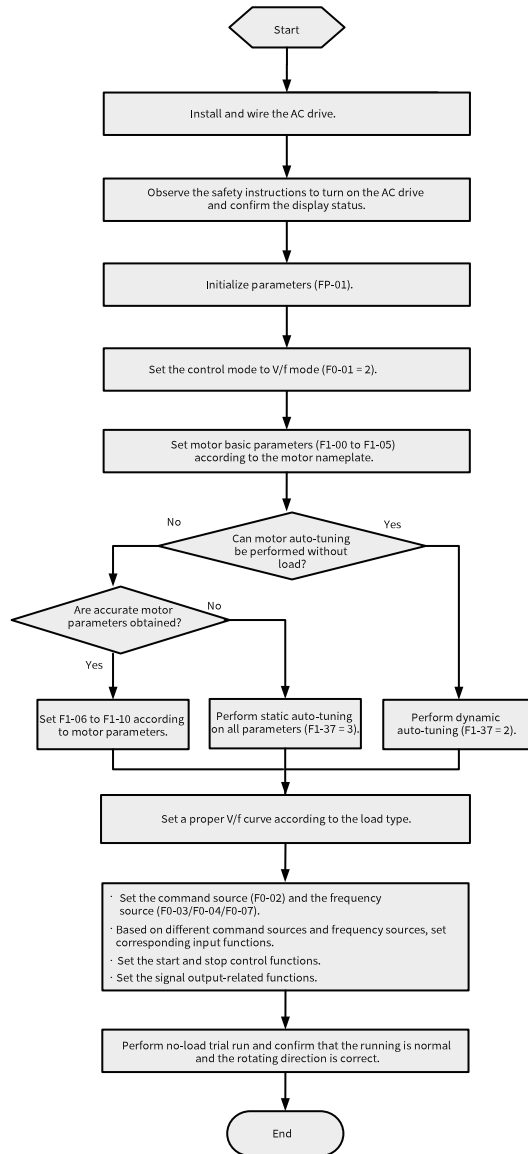 Start
Install and wire the AC drive.
Observe the safety instructions to turn on the AC drive
and confirm the display status.
Initialize parameters (FP-01).
Set the control mode to V/f mode (F0-01 = 2).
Set motor basic parameters (F1-00 to F1-05)
according to the motor nameplate.
No
Yes
Can motor auto-tuning
be performed without
load?
Are accurate motor
parameters obtained?
No
Yes
Set F1-06 to F1-10 according
to motor parameters.
Perform static auto-tuning
on all parameters (F1-37 = 3).
Perform dynamic
auto-tuning (F1-37 = 2).
Set a proper V/f curve according to the load type.
· Set the command source (F0-02) and the frequency
source (F0-03/F0-04/F0-07).
· Based on different command sources and frequency sources, set
corresponding input functions.
· Set the start and stop control functions.
· Set the signal output-related functions.
Perform no-load trial run and confirm that the running is normal
and the rotating direction is correct.
End